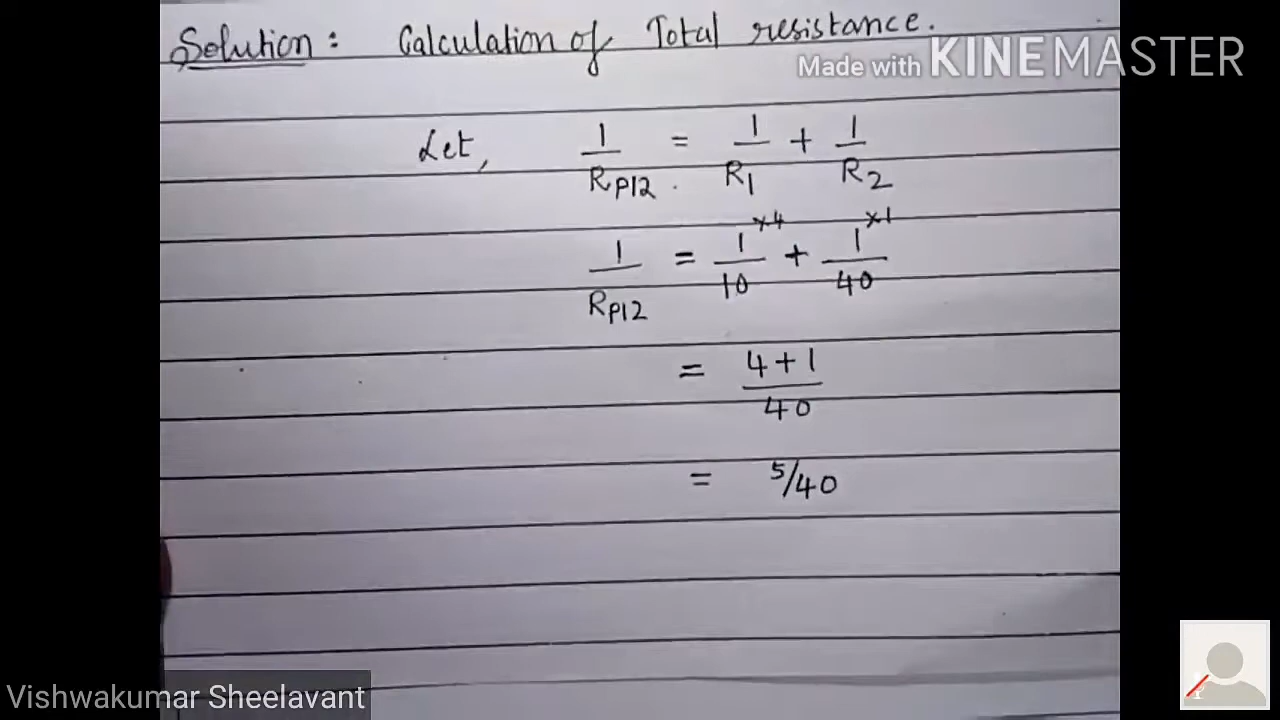 Solution: Calculation of Total resistance.
Made with KINEMASTER
Let, 1/RP12 = 1/R1 + 1/R2
1/RP12 = 1/10 ×4 + 1/40 ×1
= 4+1/40
= 5/40
Vishwakumar Sheelavant